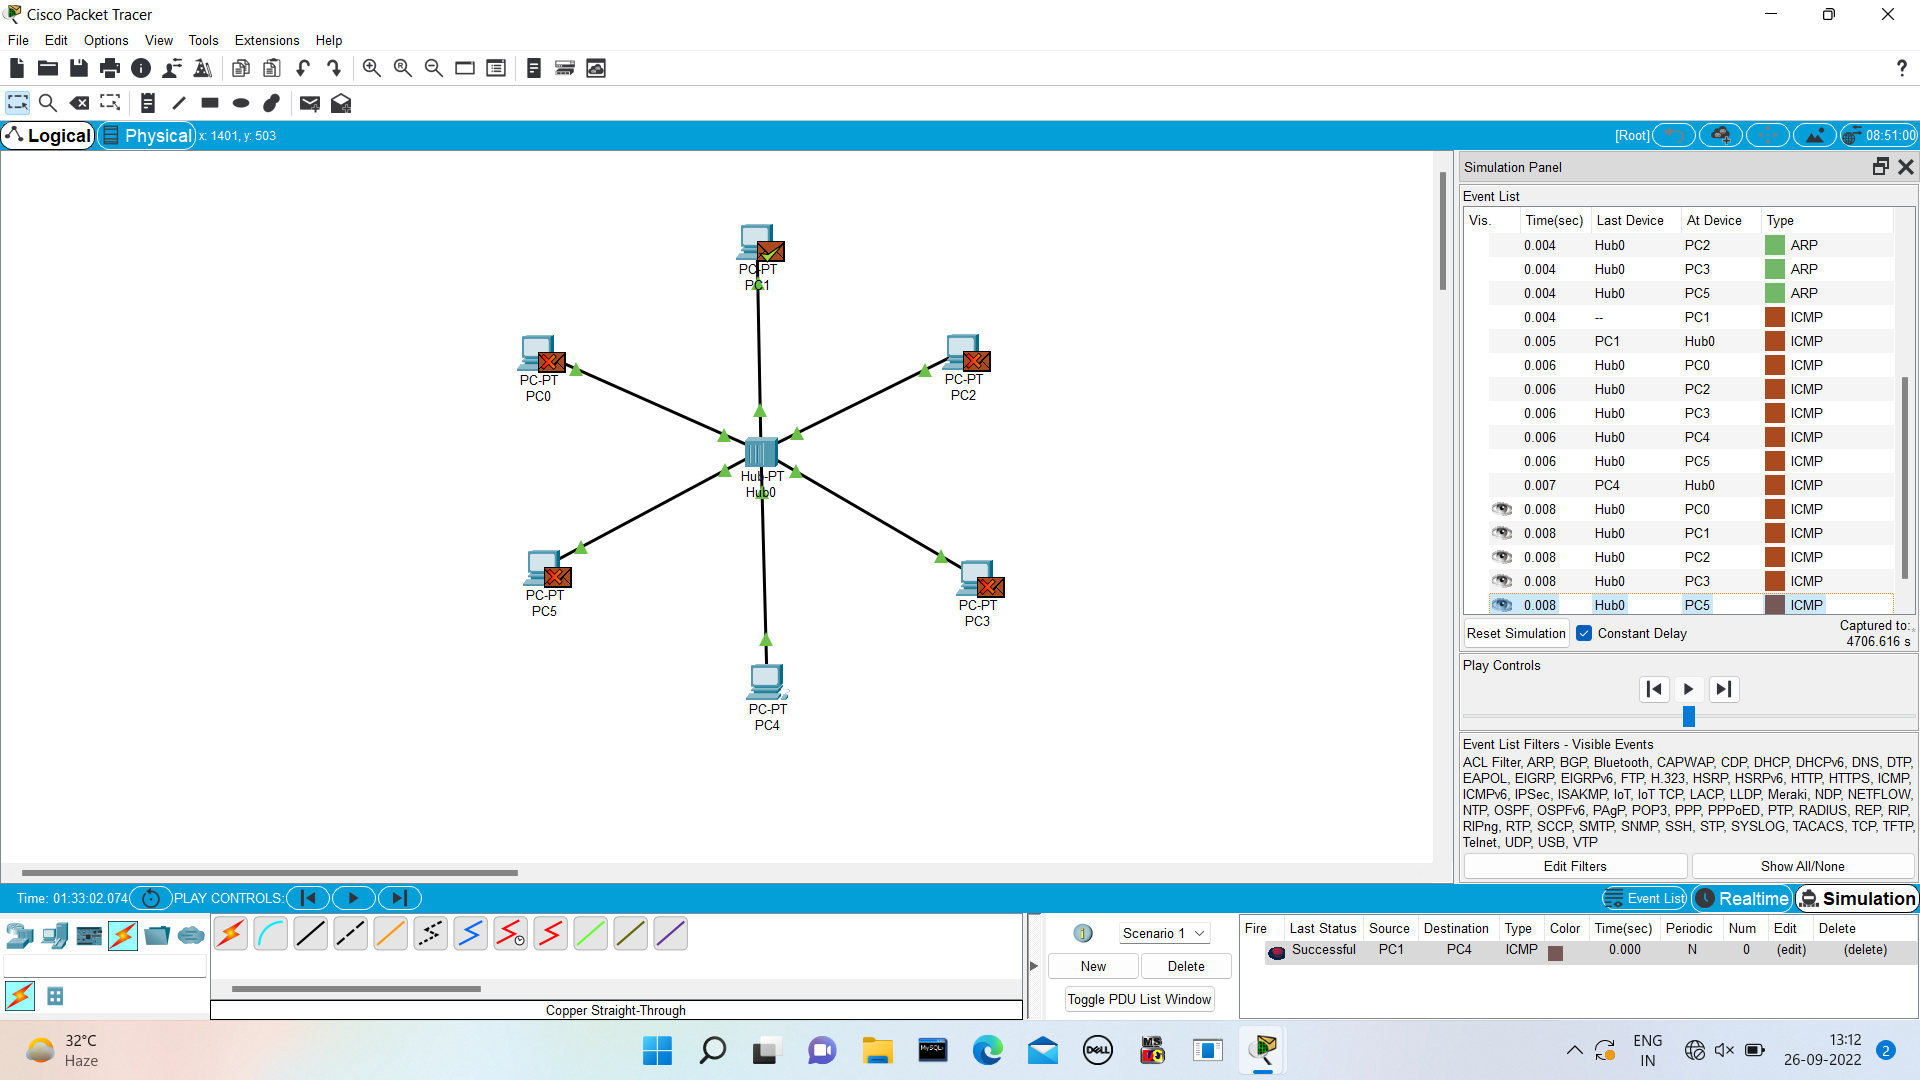 Cisco Packet Tracer
File Edit Options View Tools Extensions Help
Logical Physical x: 1401, y: 503 [Root] 08:51:00
PC-PT
PC1
PC-PT
PC0
PC-PT
PC2
Hub-PT
Hub0
PC-PT
PC5
PC-PT
PC3
PC-PT
PC4
Simulation Panel
Event List
Vis. Time(sec) Last Device At Device Type
0.004 Hub0 PC2 ARP
0.004 Hub0 PC3 ARP
0.004 Hub0 PC5 ARP
0.004 -- PC1 ICMP
0.005 PC1 Hub0 ICMP
0.006 Hub0 PC0 ICMP
0.006 Hub0 PC2 ICMP
0.006 Hub0 PC3 ICMP
0.006 Hub0 PC4 ICMP
0.006 Hub0 PC5 ICMP
0.007 PC4 Hub0 ICMP
0.008 Hub0 PC0 ICMP
0.008 Hub0 PC1 ICMP
0.008 Hub0 PC2 ICMP
0.008 Hub0 PC3 ICMP
0.008 Hub0 PC5 ICMP
Reset Simulation Constant Delay Captured to:
4706.616 s
Play Controls
Event List Filters - Visible Events
ACL Filter, ARP, BGP, Bluetooth, CAPWAP, CDP, DHCP, DHCPv6, DNS, DTP,
EAPOL, EIGRP, EIGRPv6, FTP, H.323, HSRP, HSRPv6, HTTP, HTTPS, ICMP,
ICMPv6, IPSec, ISAKMP, IoT, IoT TCP, LACP, LLDP, Meraki, NDP, NETFLOW,
NTP, OSPF, OSPFv6, PAgP, POP3, PPP, PPPoED, PTP, RADIUS, REP, RIP,
RIPng, RTP, SCCP, SMTP, SNMP, SSH, STP, SYSLOG, TACACS, TCP, TFTP,
Telnet, UDP, USB, VTP
Edit Filters Show All/None
Time: 01:33:02.074 PLAY CONTROLS: Event List Realtime Simulation
Scenario 1
New Delete
Toggle PDU List Window
Fire Last Status Source Destination Type Color Time(sec) Periodic Num Edit Delete
Successful PC1 PC4 ICMP 0.000 N 0 (edit) (delete)
Copper Straight-Through
32°C
Haze
MySQL
DELL
MS
ENG
IN
13:12
26-09-2022
2